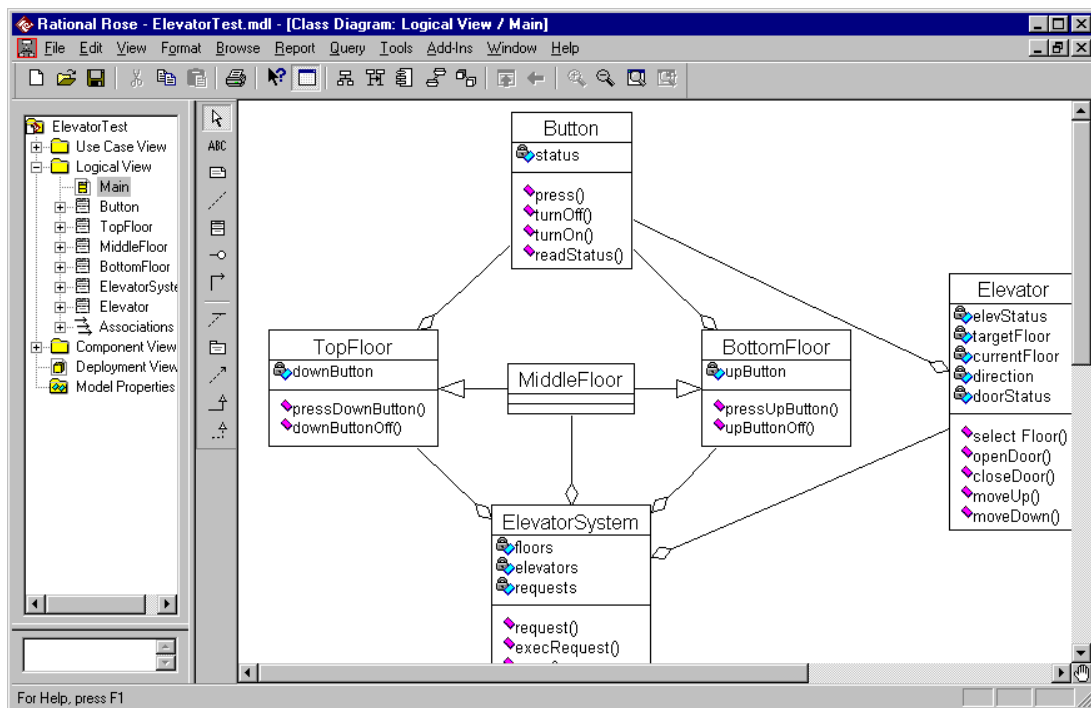 Rational Rose - ElevatorTest.mdl - [Class Diagram: Logical View / Main]
File Edit View Format Browse Report Query Tools Add-Ins Window Help
ElevatorTest
Use Case View
Logical View
Main
Button
TopFloor
MiddleFloor
BottomFloor
ElevatorSyste
Elevator
Associations
Component View
Deployment View
Model Properties
ABC
Button
status
press()
turnOff()
turnOn()
readStatus()
TopFloor
downButton
pressDownButton()
downButtonOff()
MiddleFloor
BottomFloor
upButton
pressUpButton()
upButtonOff()
Elevator
elevStatus
targetFloor
currentFloor
direction
doorStatus
select Floor()
openDoor()
closeDoor()
moveUp()
moveDown()
ElevatorSystem
floors
elevators
requests
request()
execRequest()
For Help, press F1